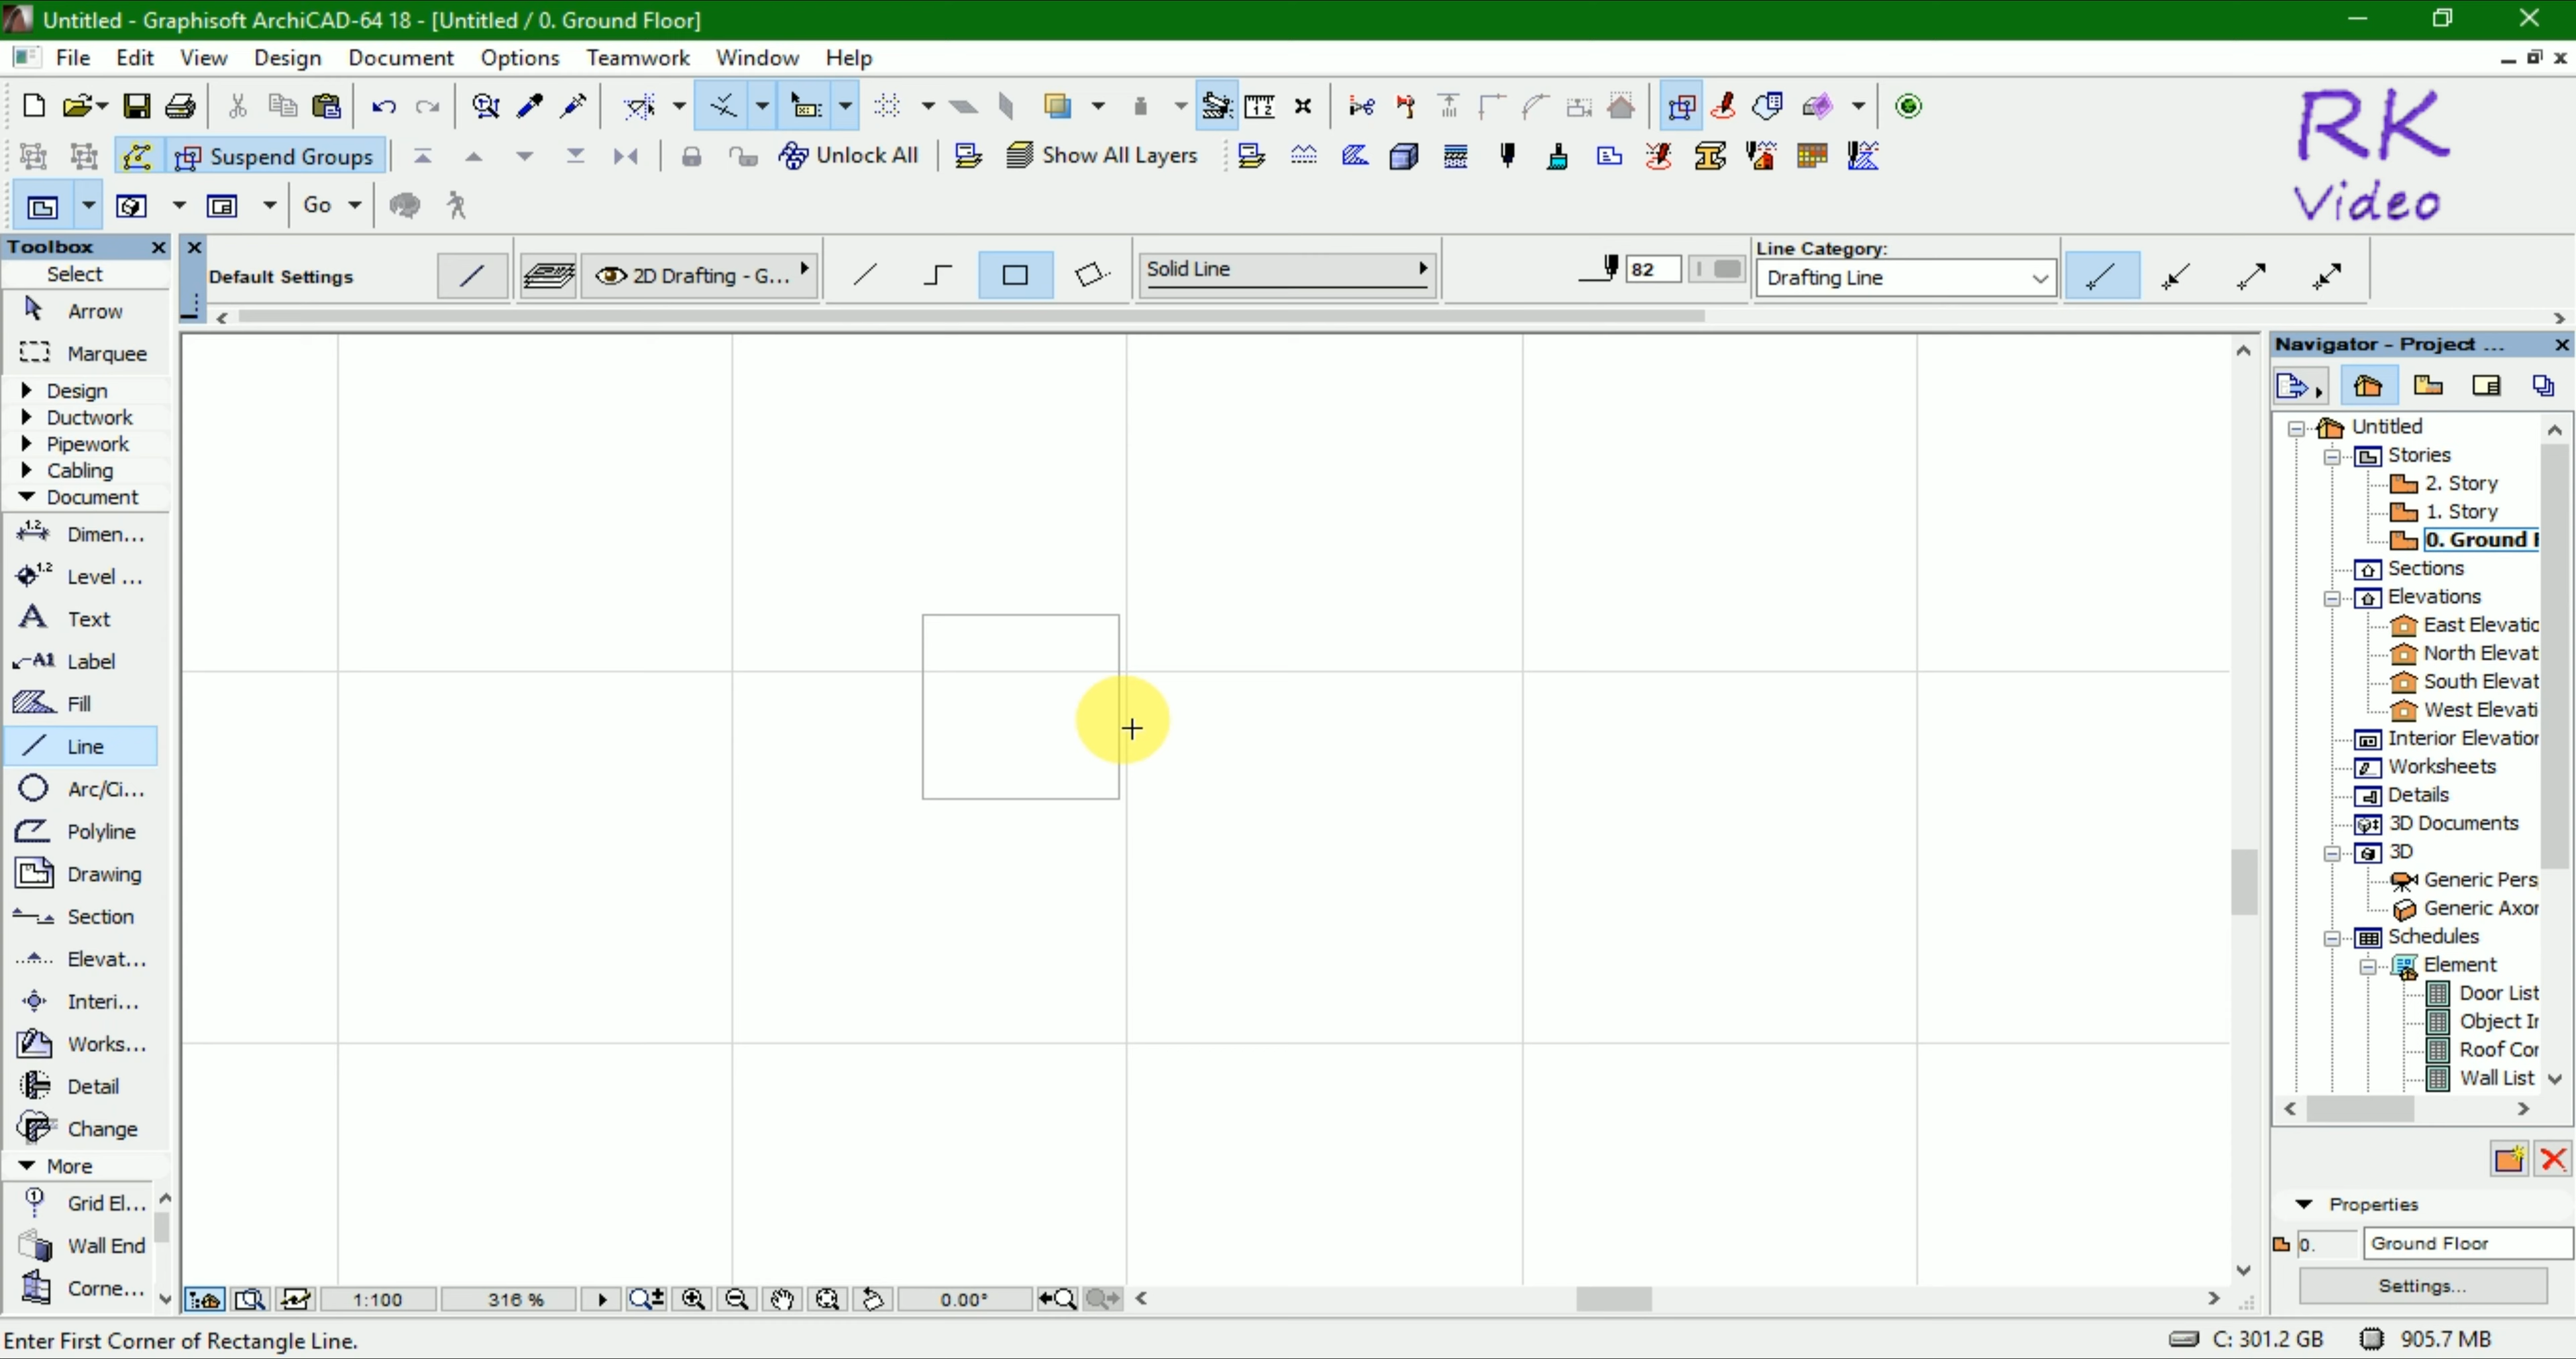 Untitled - Graphisoft ArchiCAD-64 18 - [Untitled / 0. Ground Floor]
File Edit View Design Document Options Teamwork Window Help
RK
Video
Suspend Groups Unlock All Show All Layers
Go
Toolbox
Select
Arrow
Marquee
Design
Ductwork
Pipework
Cabling
Document
Dimen...
Level ...
Text
Label
Fill
Line
Arc/Ci...
Polyline
Drawing
Section
Elevat...
Interi...
Works...
Detail
Change
More
Grid El...
Wall End
Corne...
Default Settings
2D Drafting - G...
Solid Line
82
Line Category:
Drafting Line
Navigator - Project ...
Untitled
Stories
2. Story
1. Story
0. Ground F
Sections
Elevations
East Elevatio
North Elevat
South Elevat
West Elevati
Interior Elevation
Worksheets
Details
3D Documents
3D
Generic Pers
Generic Axor
Schedules
Element
Door List
Object In
Roof Cor
Wall List
Properties
0. Ground Floor
Settings...
1:100 316 % 0.00°
Enter First Corner of Rectangle Line.
C: 301.2 GB 905.7 MB